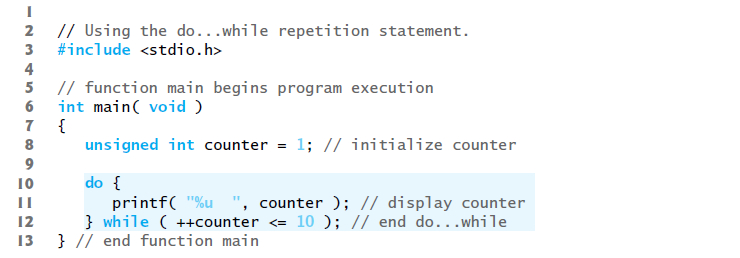 1
2 // Using the do...while repetition statement.
3 #include <stdio.h>
4
5 // function main begins program execution
6 int main( void )
7 {
8    unsigned int counter = 1; // initialize counter
9
10    do {
11       printf( "%u  ", counter ); // display counter
12    } while ( ++counter <= 10 ); // end do...while
13 } // end function main